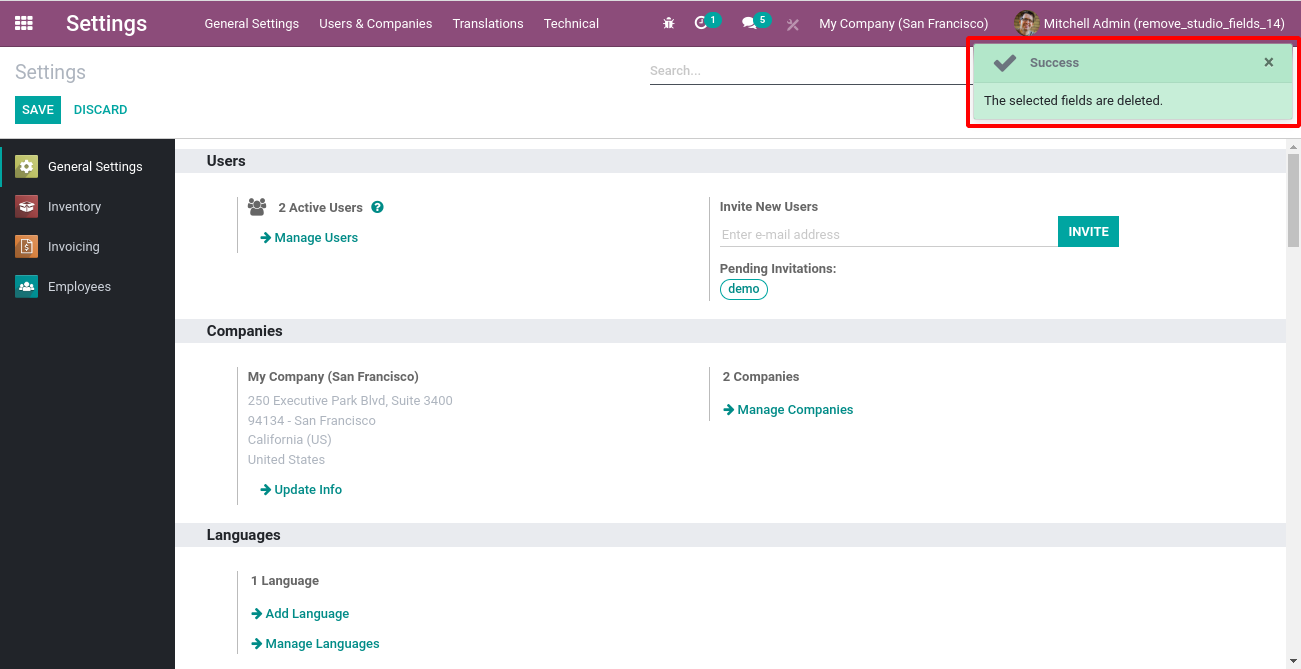 Settings General Settings Users & Companies Translations Technical 1 5 My Company (San Francisco) Mitchell Admin (remove_studio_fields_14)
Settings
Search...
SAVE DISCARD
Success ×
The selected fields are deleted.
General Settings
Inventory
Invoicing
Employees
Users
2 Active Users ?
Manage Users
Invite New Users
Enter e-mail address INVITE
Pending Invitations:
demo
Companies
My Company (San Francisco)
250 Executive Park Blvd, Suite 3400
94134 - San Francisco
California (US)
United States
Update Info
2 Companies
Manage Companies
Languages
1 Language
Add Language
Manage Languages